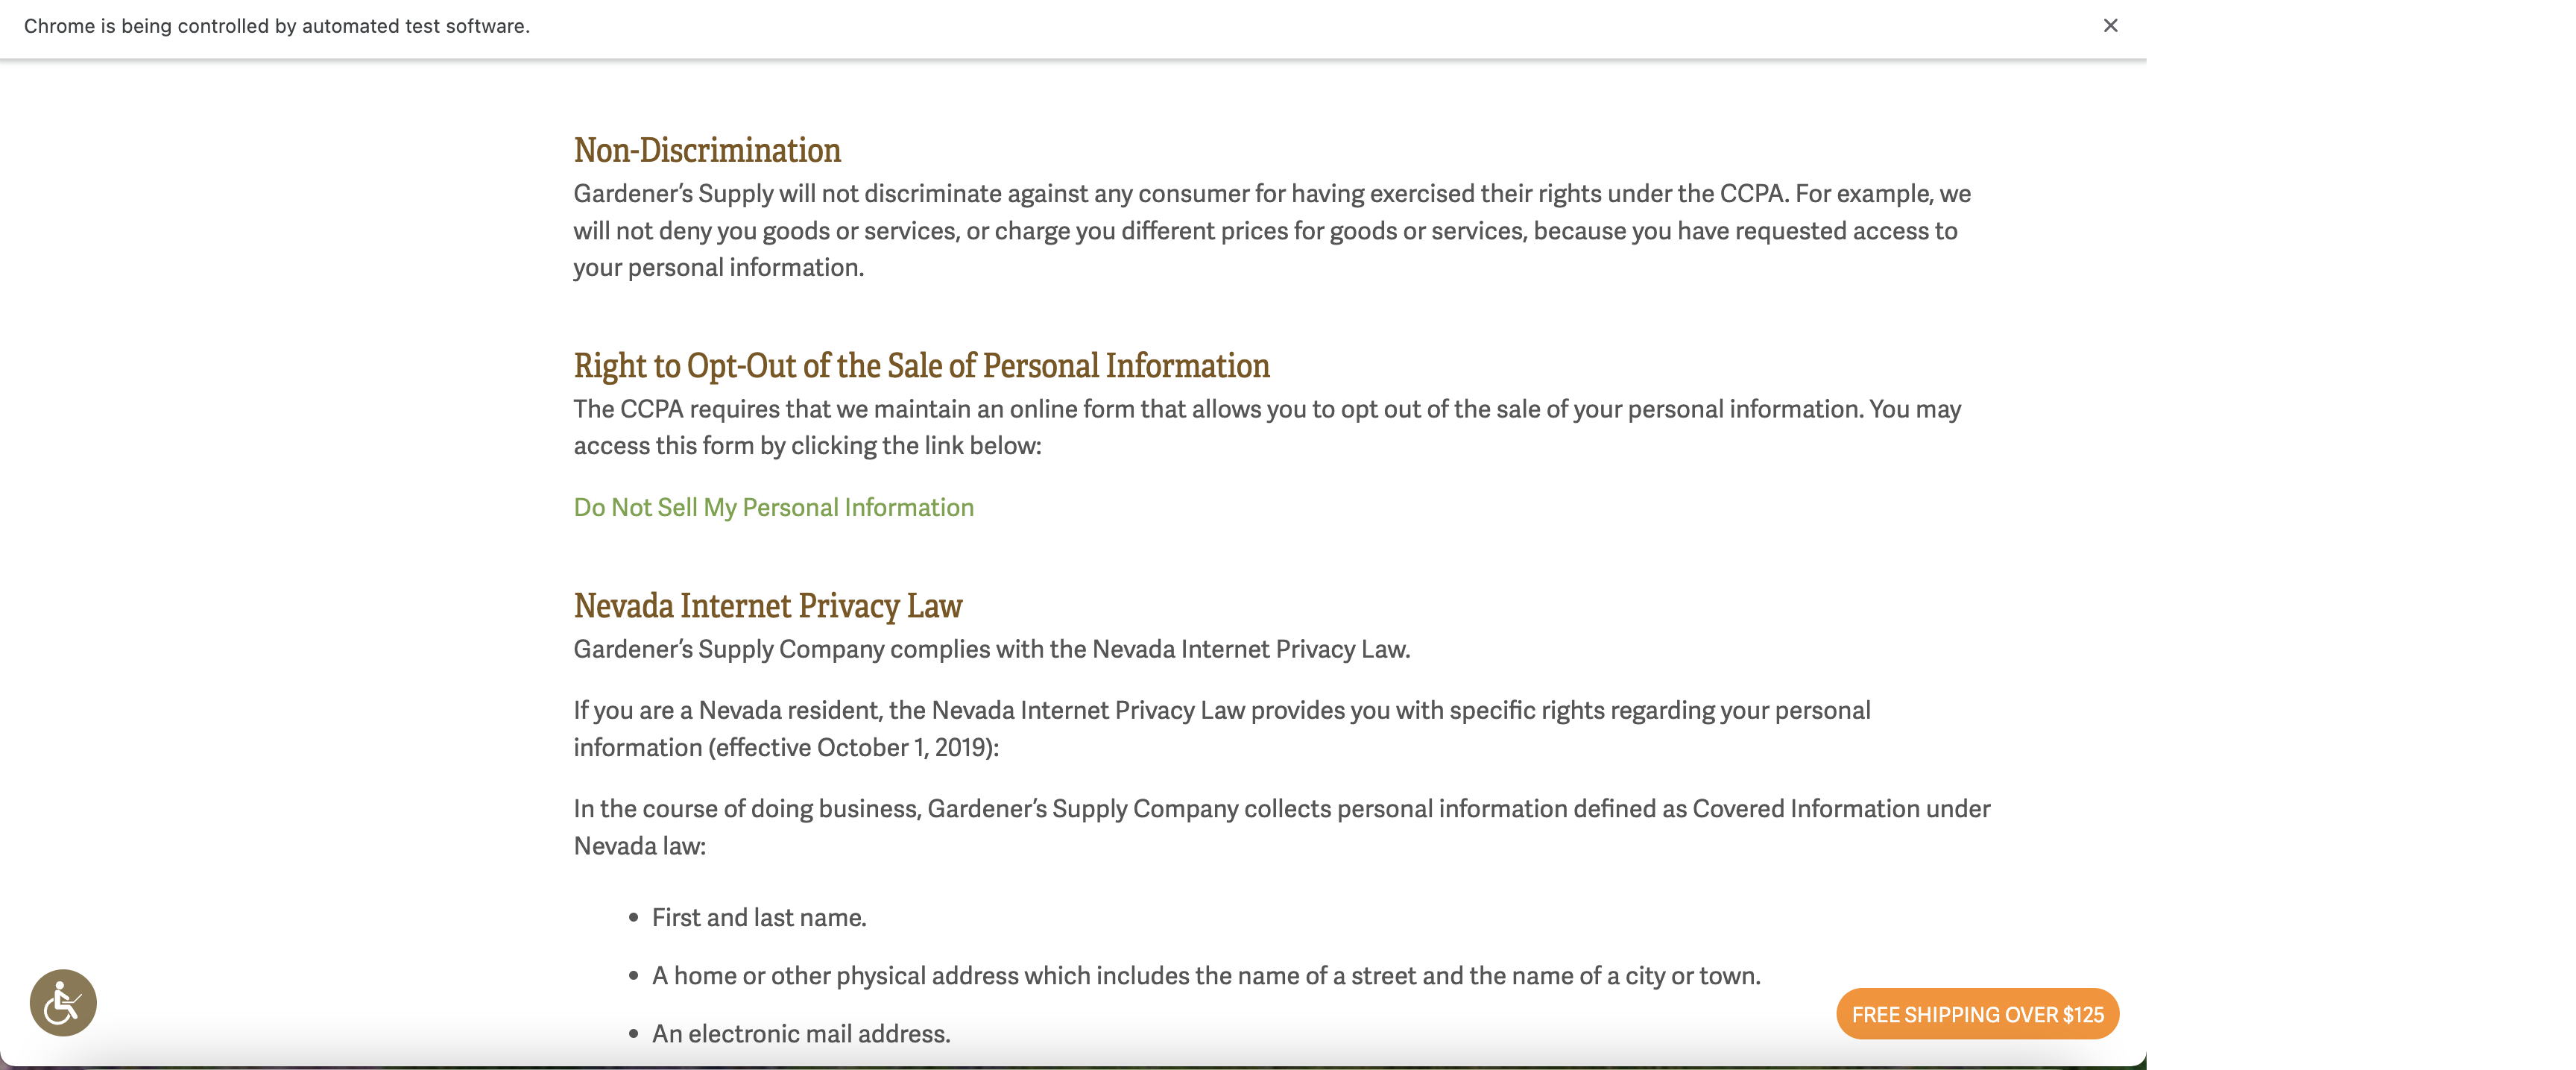 Chrome is being controlled by automated test software.
Non-Discrimination
Gardener’s Supply will not discriminate against any consumer for having exercised their rights under the CCPA. For example, we
will not deny you goods or services, or charge you different prices for goods or services, because you have requested access to
your personal information.
Right to Opt-Out of the Sale of Personal Information
The CCPA requires that we maintain an online form that allows you to opt out of the sale of your personal information. You may
access this form by clicking the link below:
Do Not Sell My Personal Information
Nevada Internet Privacy Law
Gardener’s Supply Company complies with the Nevada Internet Privacy Law.
If you are a Nevada resident, the Nevada Internet Privacy Law provides you with specific rights regarding your personal
information (effective October 1, 2019):
In the course of doing business, Gardener’s Supply Company collects personal information defined as Covered Information under
Nevada law:
• First and last name.
• A home or other physical address which includes the name of a street and the name of a city or town.
FREE SHIPPING OVER $125
• An electronic mail address.